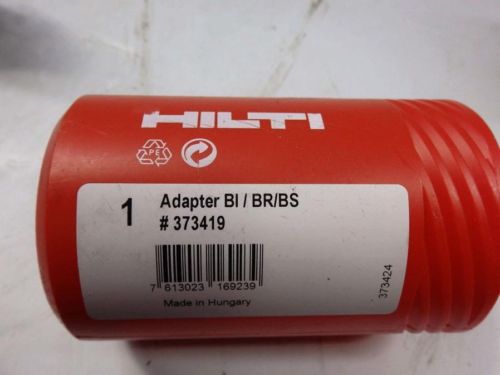 HILTI
PE
1
Adapter BI / BR/BS
# 373419
7 613023 169239
Made in Hungary
373424